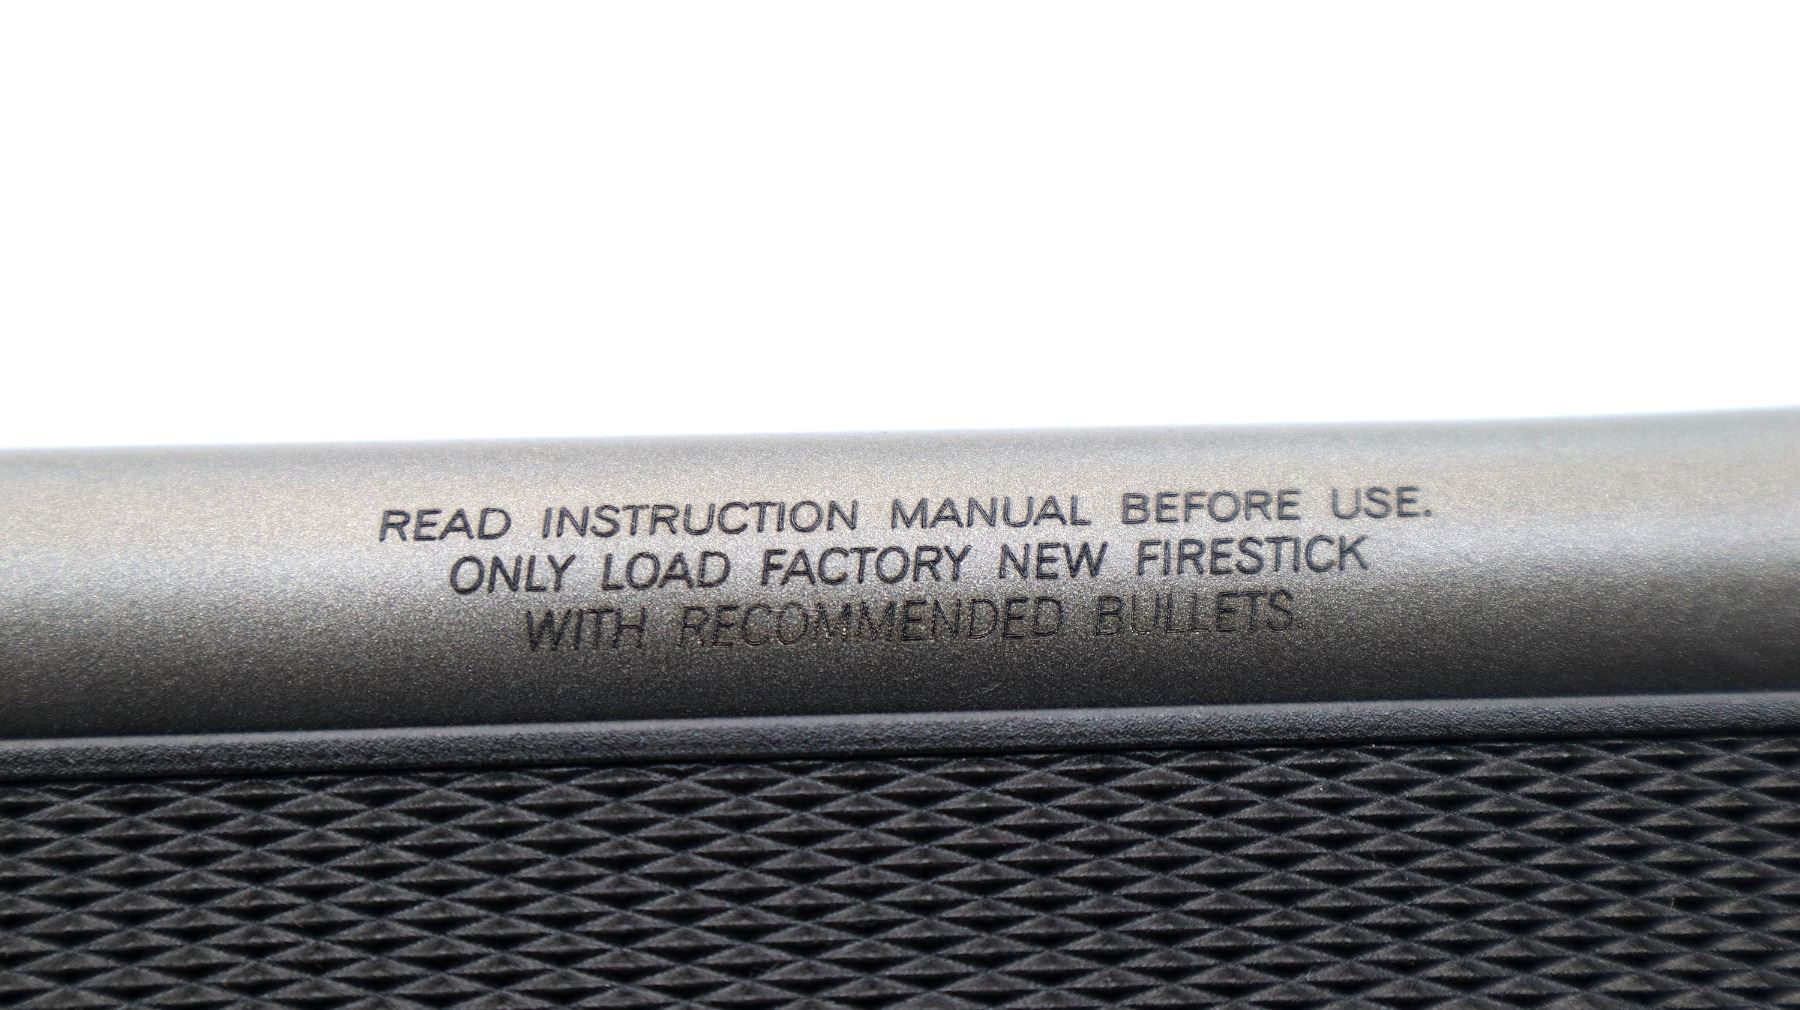 READ INSTRUCTION MANUAL BEFORE USE.
ONLY LOAD FACTORY NEW FIRESTICK
WITH RECOMMENDED BULLETS.